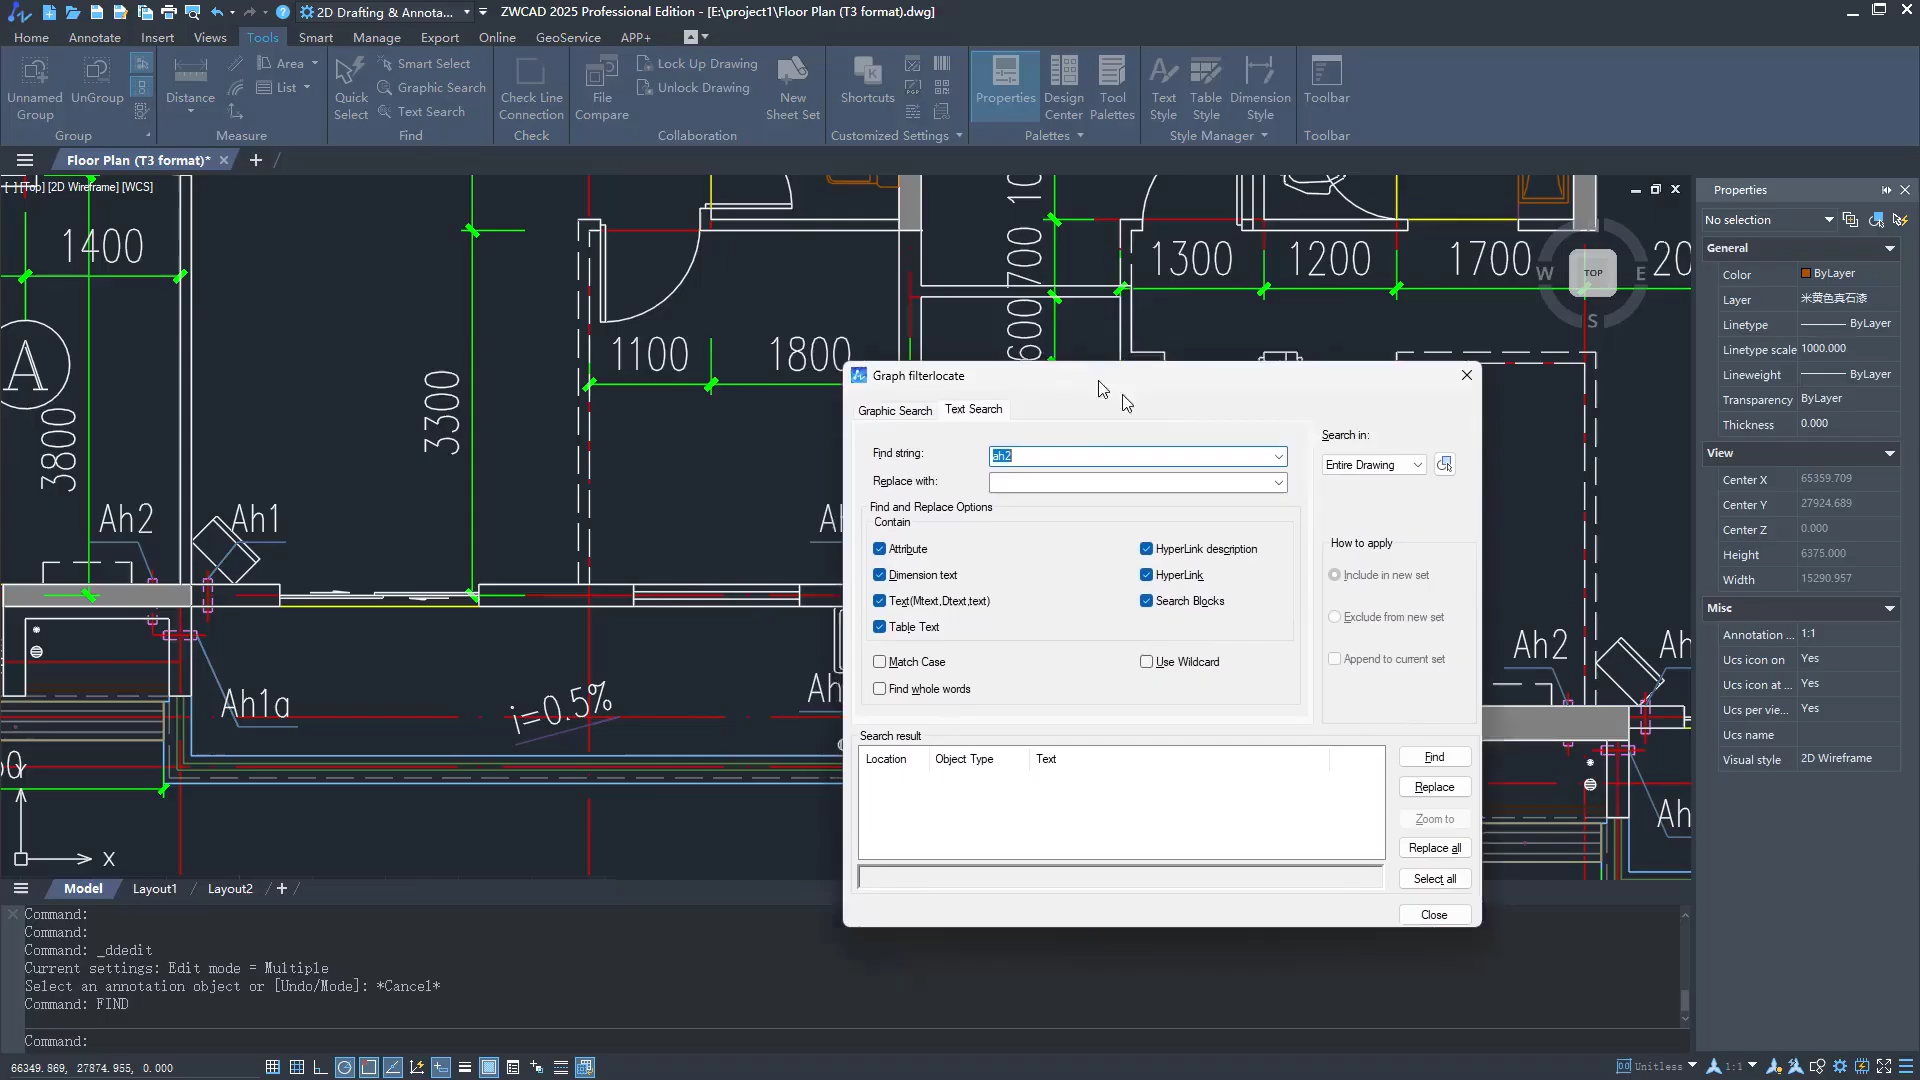 2D Drafting & Annota...
ZWCAD 2025 Professional Edition - [E:\project1\Floor Plan (T3 format).dwg]
Home Annotate Insert Views Tools Smart Manage Export Online GeoService APP+
Unnamed Group
UnGroup
Group
Distance
Area
List
Measure
Quick Select
Smart Select
Graphic Search
Text Search
Find
Check Line Connection
Check
File Compare
Lock Up Drawing
Unlock Drawing
New Sheet Set
Collaboration
Shortcuts
Customized Settings
Properties
Design Center
Tool Palettes
Palettes
Text Style
Table Style
Dimension Style
Style Manager
Toolbar
Toolbar
Floor Plan (T3 format)*
[-] [Top] [2D Wireframe] [WCS]
1400
A
3800
3300
1100
1800
700
600
1300
1200
1700
20
W
TOP
E
S
Ah2
Ah1
Ah1a
i=0.5%
Ah
Ah2
Ah
Ah
Y
X
Graph filterlocate
Graphic Search
Text Search
Find string:
ah2
Replace with:
Find and Replace Options
Contain
Attribute
HyperLink description
Dimension text
HyperLink
Text(Mtext,Dtext,text)
Search Blocks
Table Text
Match Case
Use Wildcard
Find whole words
Search in:
Entire Drawing
How to apply
Include in new set
Exclude from new set
Append to current set
Search result
Location Object Type Text
Find
Replace
Zoom to
Replace all
Select all
Close
Properties
No selection
General
Color ByLayer
Layer 米黄色真石漆
Linetype ByLayer
Linetype scale 1000.000
Lineweight ByLayer
Transparency ByLayer
Thickness 0.000
View
Center X 65359.709
Center Y 27924.689
Center Z 0.000
Height 6375.000
Width 15290.957
Misc
Annotation ... 1:1
Ucs icon on Yes
Ucs icon at ... Yes
Ucs per vie... Yes
Ucs name
Visual style 2D Wireframe
Model Layout1 Layout2
Command:
Command:
Command: _ddedit
Current settings: Edit mode = Multiple
Select an annotation object or [Undo/Mode]: *Cancel*
Command: FIND
Command:
66349.869, 27874.955, 0.000
Unitless
1:1